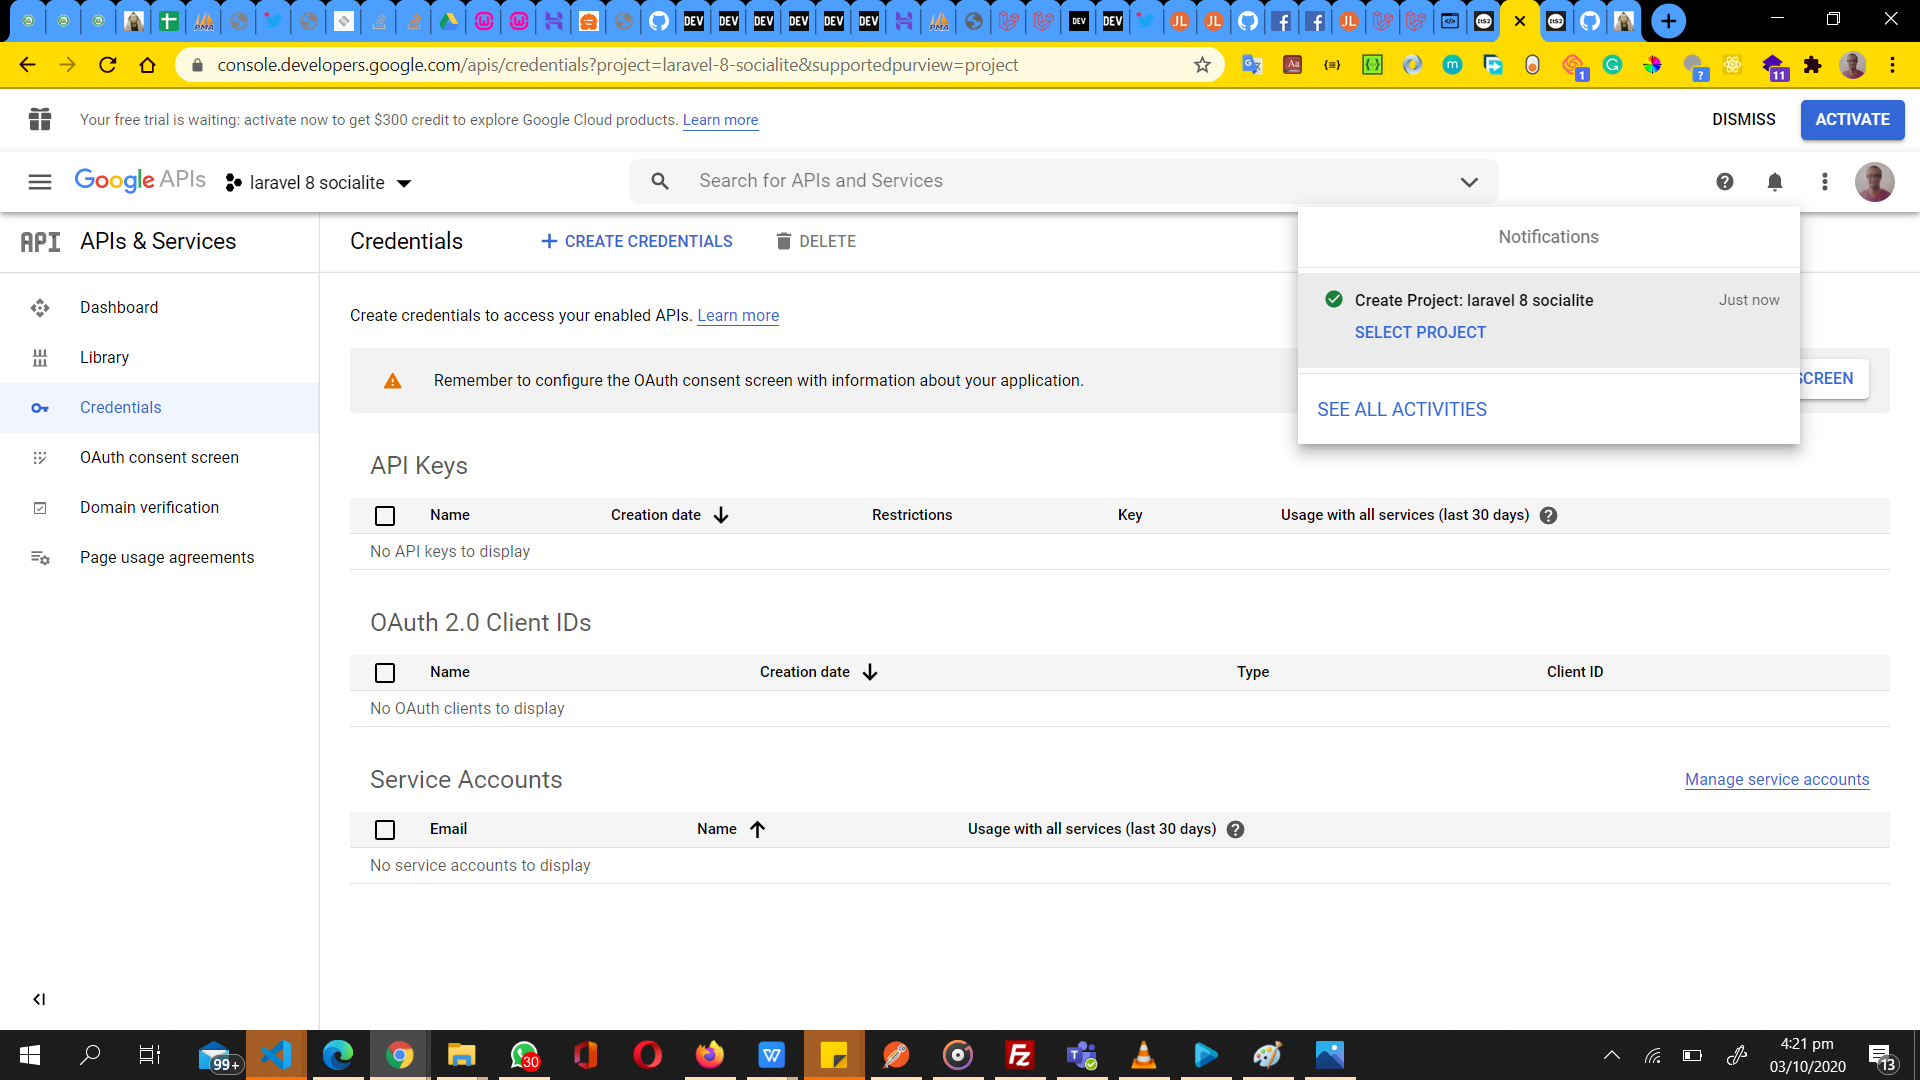 console.developers.google.com/apis/credentials?project=laravel-8-socialite&supportedpurview=project
1
?
11
Your free trial is waiting: activate now to get $300 credit to explore Google Cloud products. Learn more
DISMISS
ACTIVATE
Google APIs
laravel 8 socialite
Search for APIs and Services
API APIs & Services
Credentials
CREATE CREDENTIALS
DELETE
Notifications
Create Project: laravel 8 socialite
Just now
SELECT PROJECT
SEE ALL ACTIVITIES
Dashboard
Library
Credentials
OAuth consent screen
Domain verification
Page usage agreements
Create credentials to access your enabled APIs. Learn more
Remember to configure the OAuth consent screen with information about your application.
SCREEN
API Keys
Name
Creation date
Restrictions
Key
Usage with all services (last 30 days)
No API keys to display
OAuth 2.0 Client IDs
Name
Creation date
Type
Client ID
No OAuth clients to display
Service Accounts
Manage service accounts
Email
Name
Usage with all services (last 30 days)
No service accounts to display
99+
30
4:21 pm
03/10/2020
13